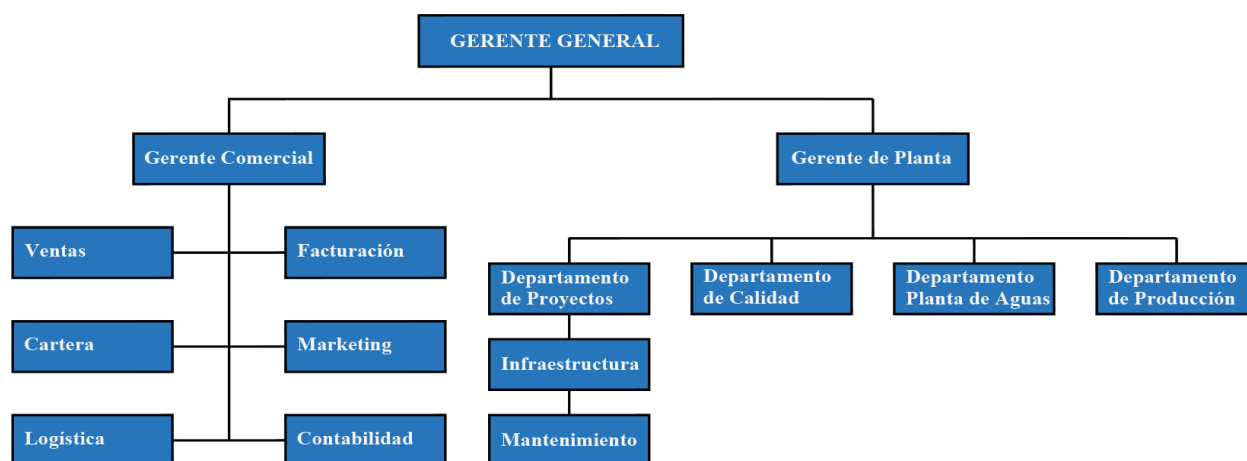 GERENTE GENERAL
Gerente Comercial
Gerente de Planta
Ventas
Facturación
Cartera
Marketing
Logística
Contabilidad
Departamento
de Proyectos
Departamento
de Calidad
Departamento
Planta de Aguas
Departamento
de Producción
Infraestructura
Mantenimiento